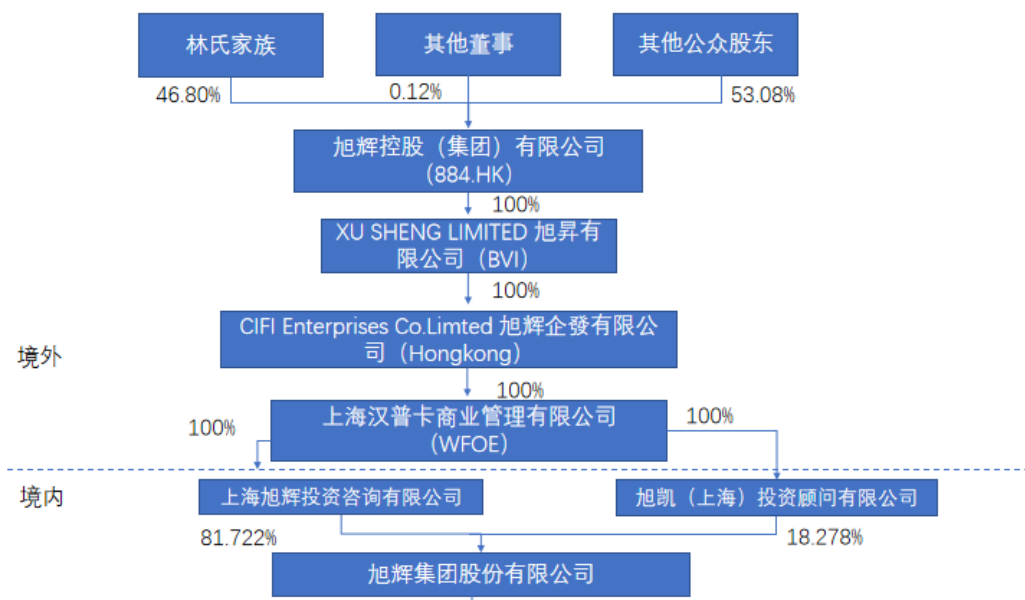 林氏家族
其他董事
其他公众股东
46.80%
0.12%
53.08%
旭辉控股（集团）有限公司
（884.HK）
100%
XU SHENG LIMITED 旭昇有
限公司（BVI）
100%
CIFI Enterprises Co.Limted 旭辉企發有限公
司（Hongkong）
境外
100%
上海汉普卡商业管理有限公司
（WFOE）
100%
100%
境内
上海旭辉投资咨询有限公司
旭凯（上海）投资顾问有限公司
81.722%
18.278%
旭辉集团股份有限公司